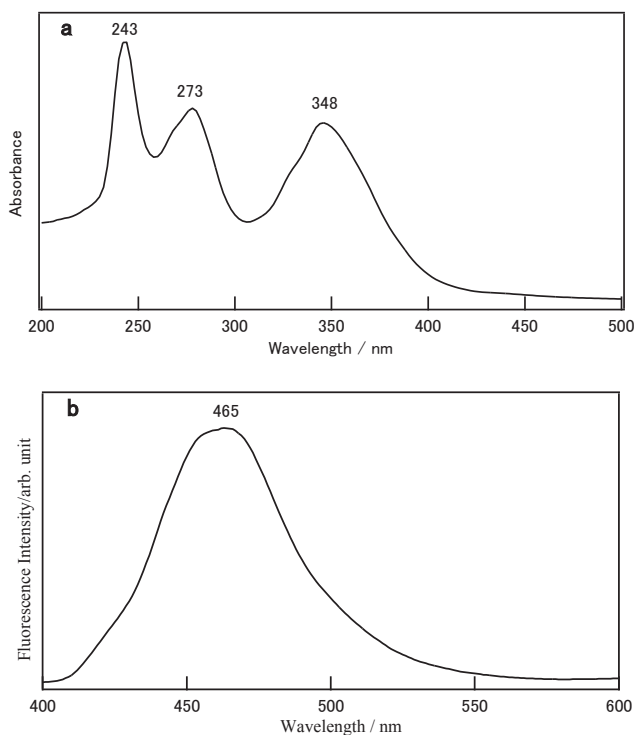 a
243
273
348
Absorbance
200 250 300 350 400 450 500
Wavelength / nm
b
465
Fluorescence Intensity/arb. unit
400 450 500 550 600
Wavelength / nm